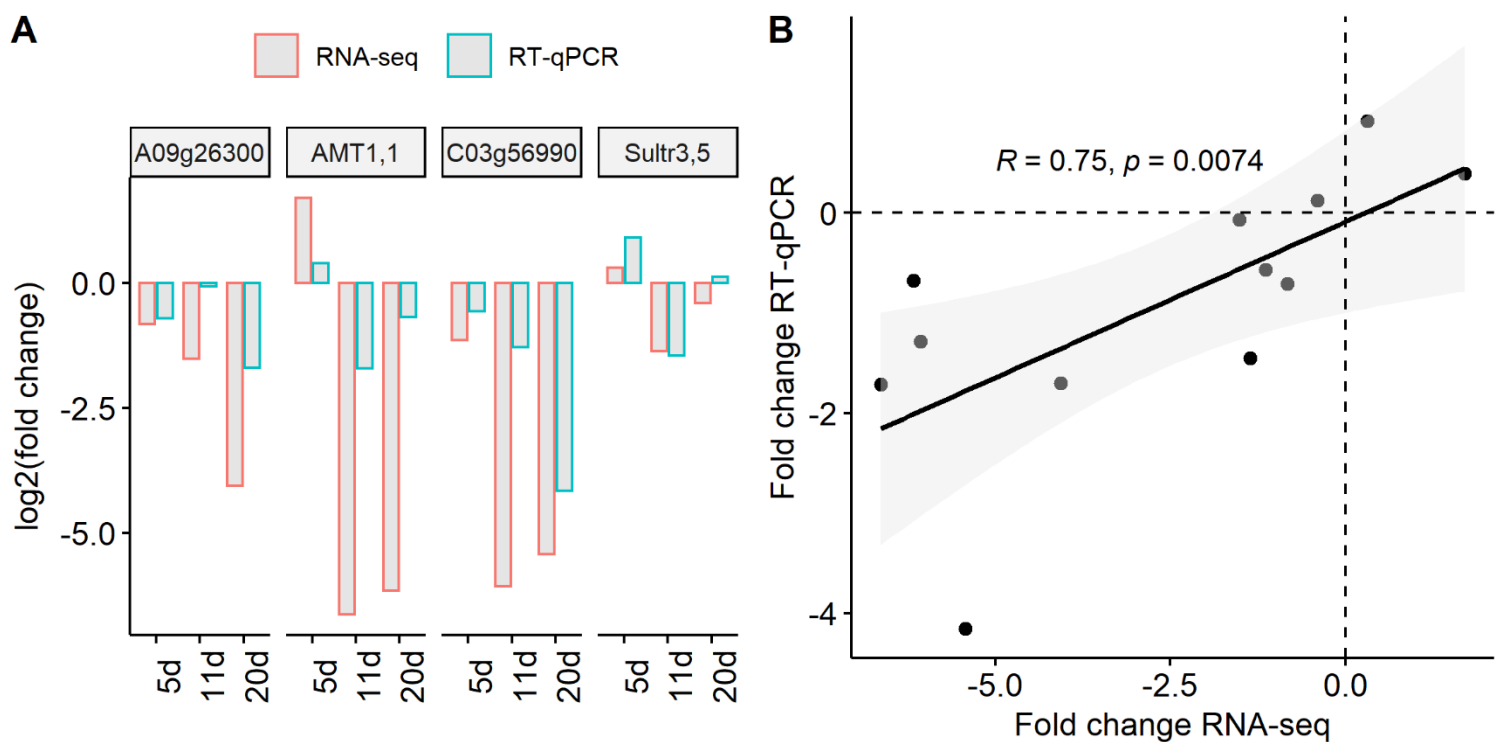 A
RNA-seq RT-qPCR
A09g26300 AMT1,1 C03g56990 Sultr3,5
0.0
-2.5
-5.0
log2(fold change)
5d 11d 20d 5d 11d 20d 5d 11d 20d 5d 11d 20d
B
R = 0.75, p = 0.0074
0
-2
-4
Fold change RT-qPCR
-5.0 -2.5 0.0
Fold change RNA-seq